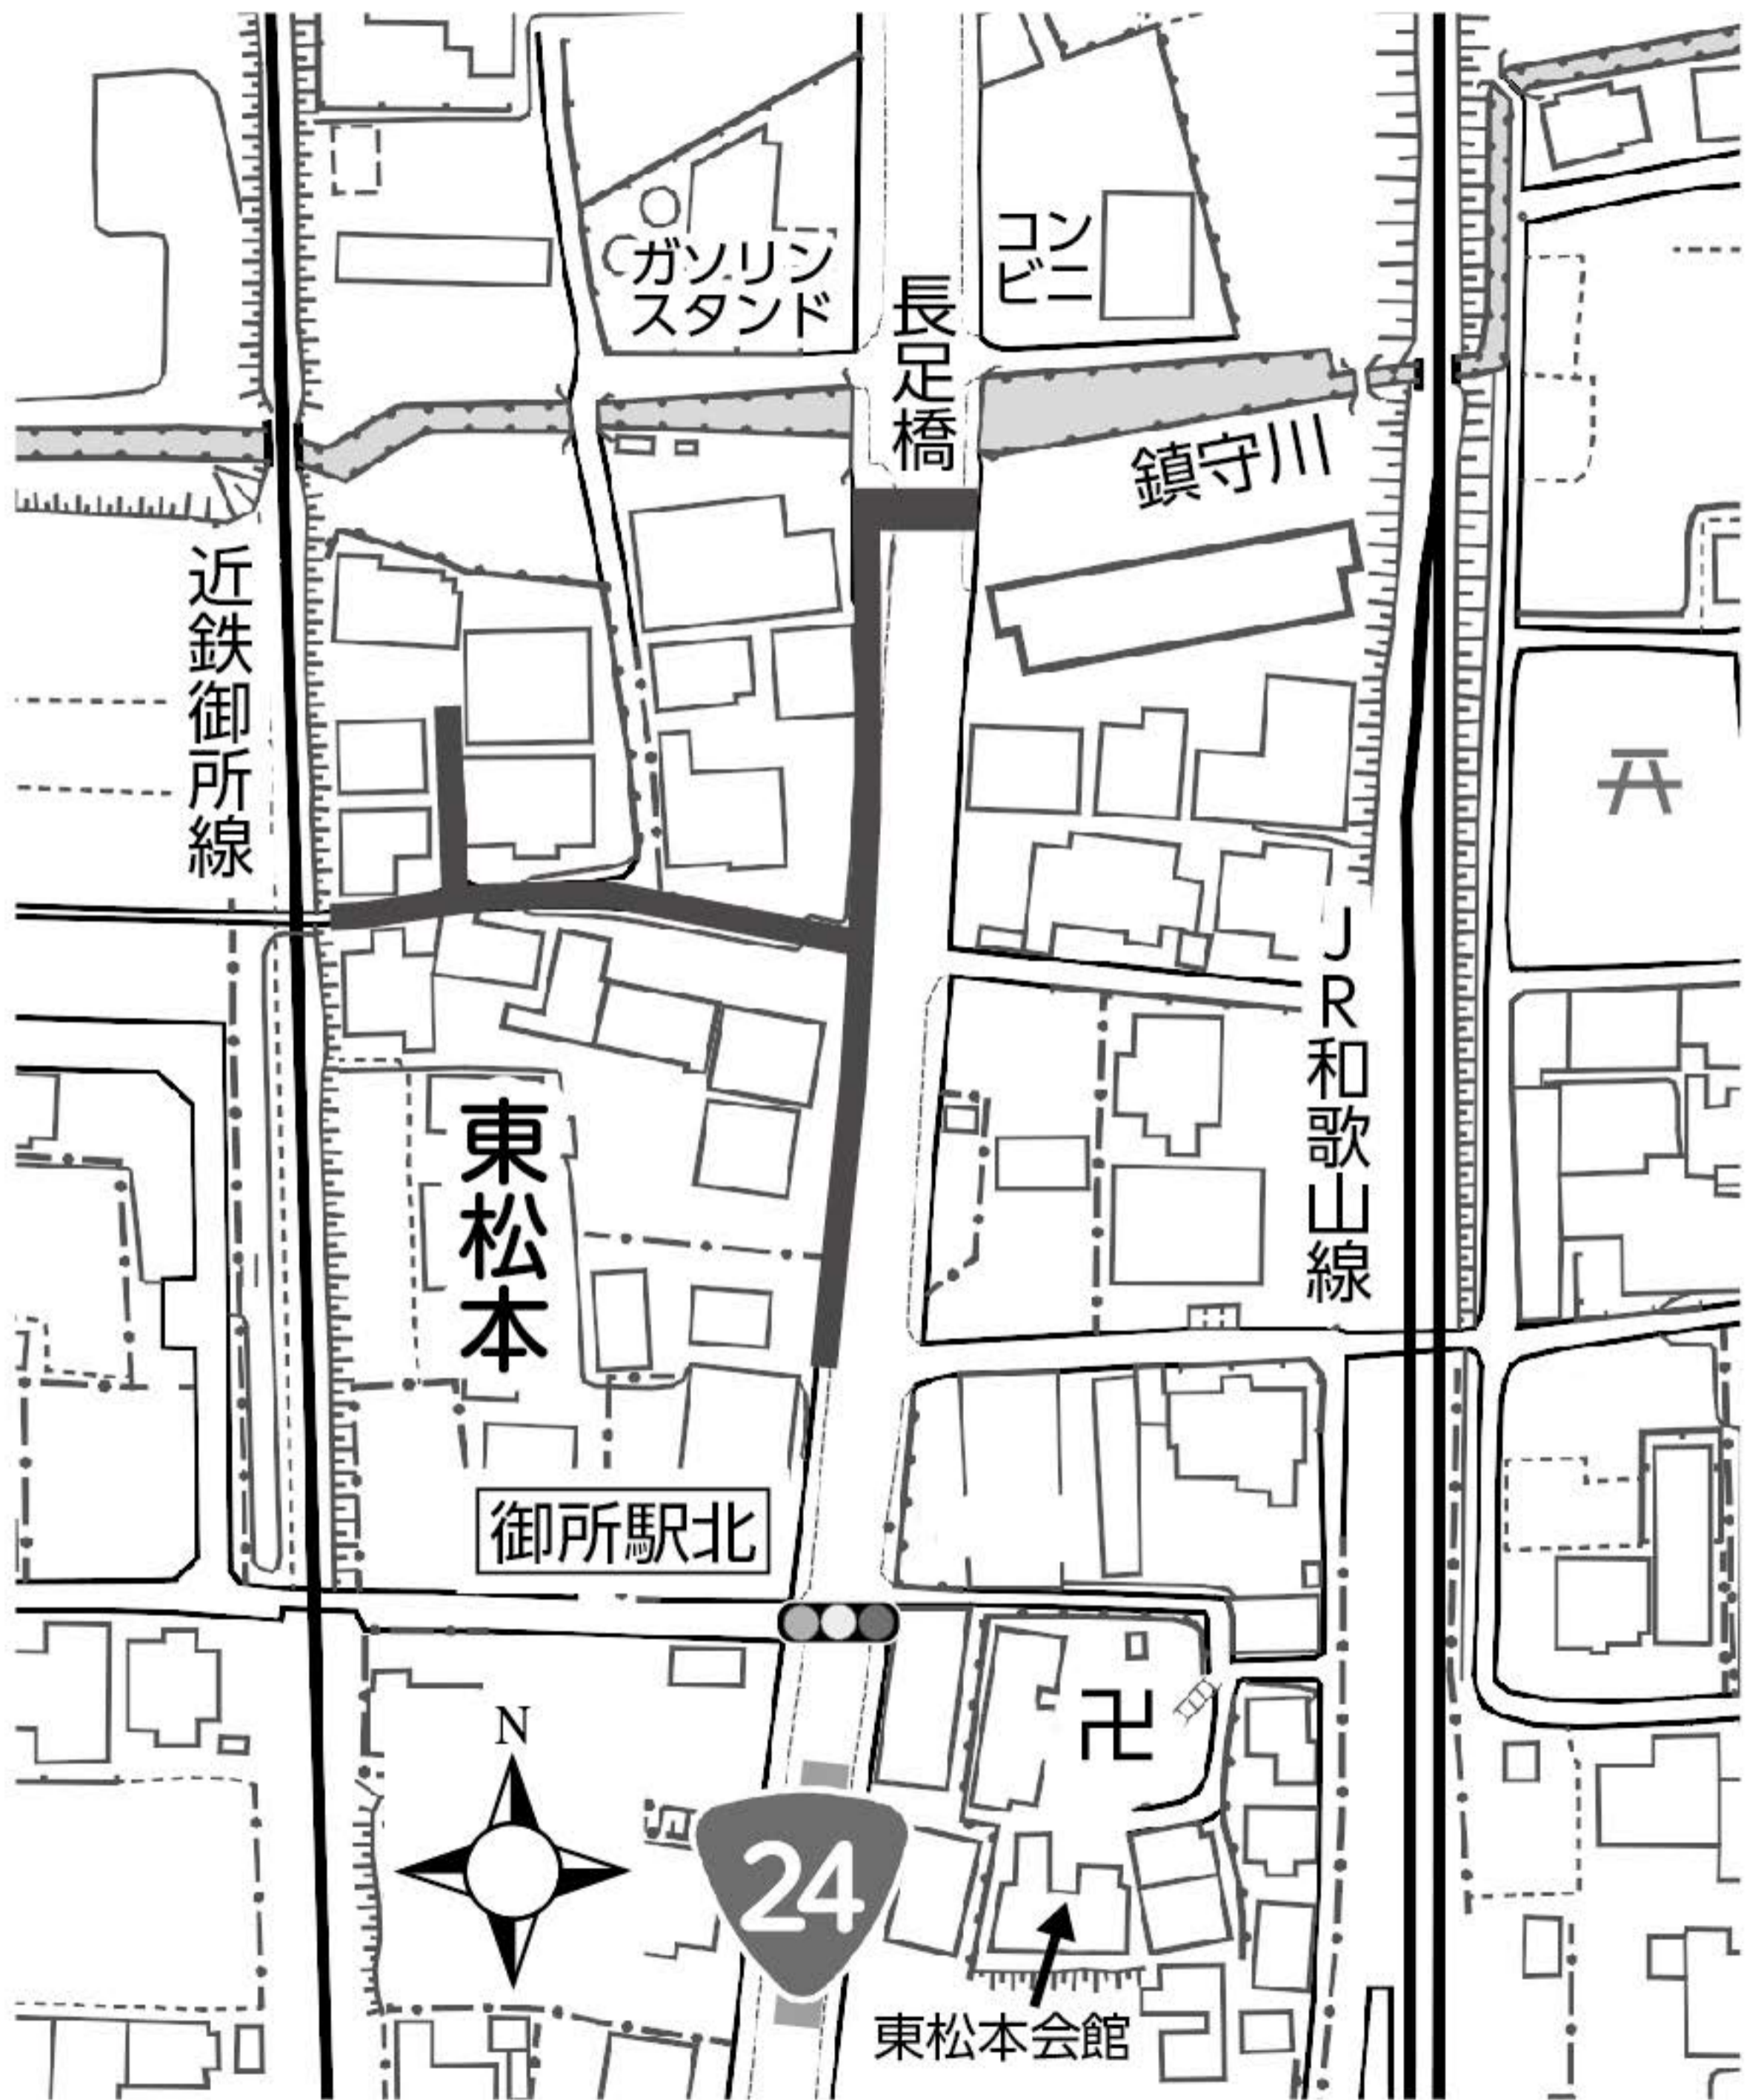 ガソリン
スタンド
コン
ビニ
長足橋
鎮守川
近鉄御所線
JR和歌山線
東松本
御所駅北
N
卍
24
東松本会館